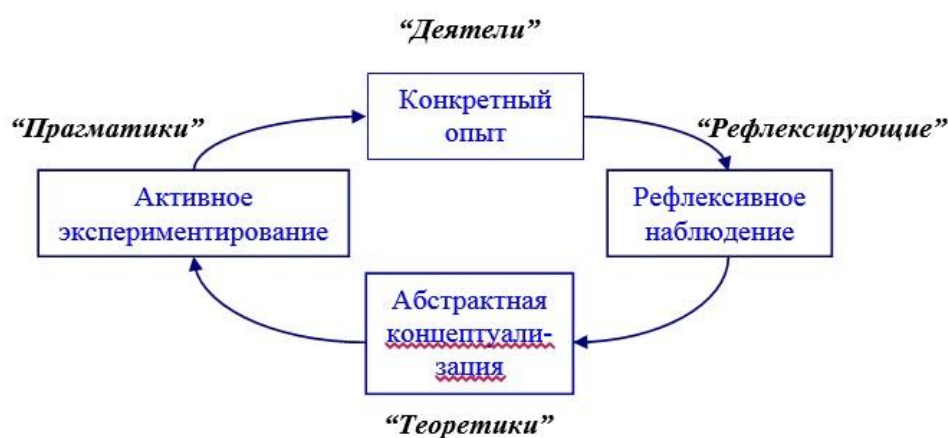 “Деятели”
Конкретный
опыт
“Прагматики”
“Рефлексирующие”
Активное
экспериментирование
Рефлексивное
наблюдение
Абстрактная
концептуали-
зация
“Теоретики”